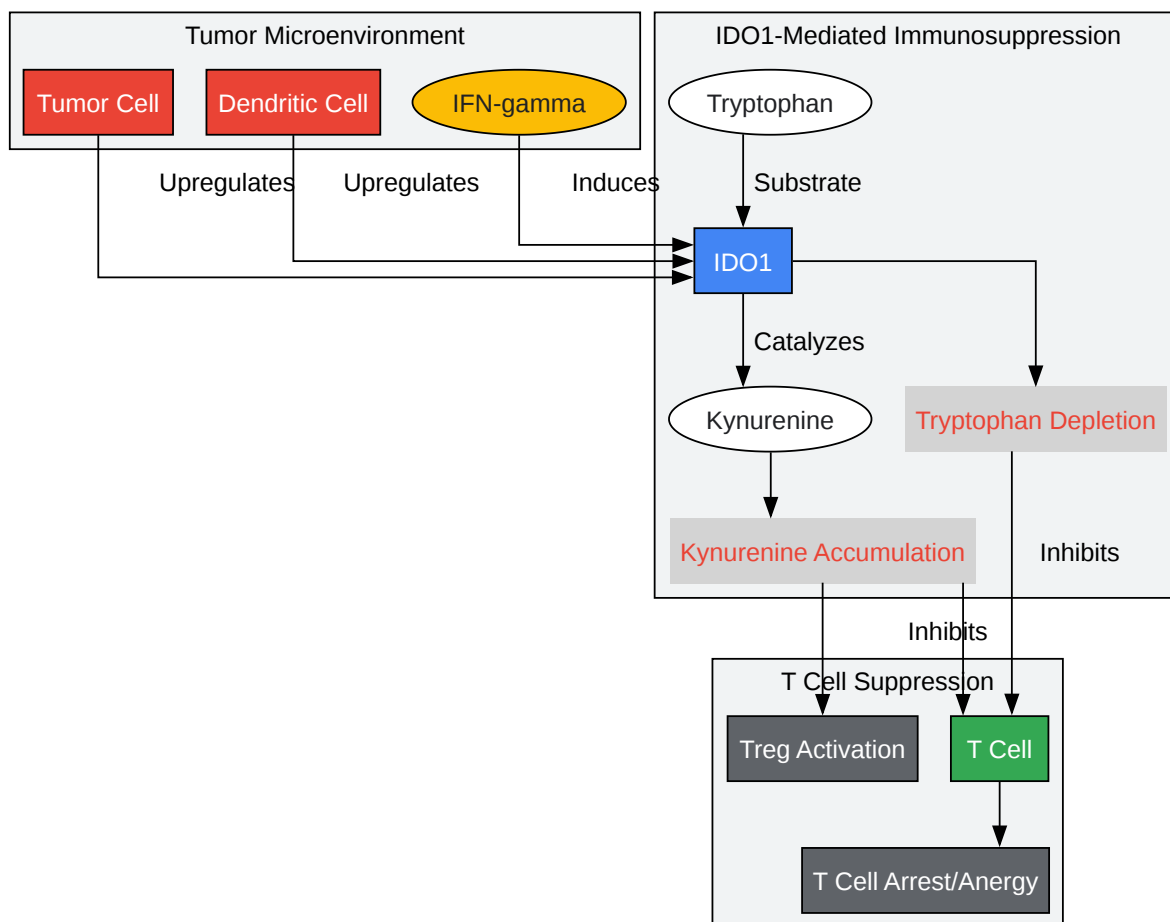 Tumor Microenvironment
IDO1-Mediated Immunosuppression
Tumor Cell
Dendritic Cell
IFN-gamma
Tryptophan
Upregulates
Upregulates
Induces
Substrate
IDO1
Catalyzes
Kynurenine
Tryptophan Depletion
Kynurenine Accumulation
Inhibits
Inhibits
T Cell Suppression
Treg Activation
T Cell
T Cell Arrest/Anergy